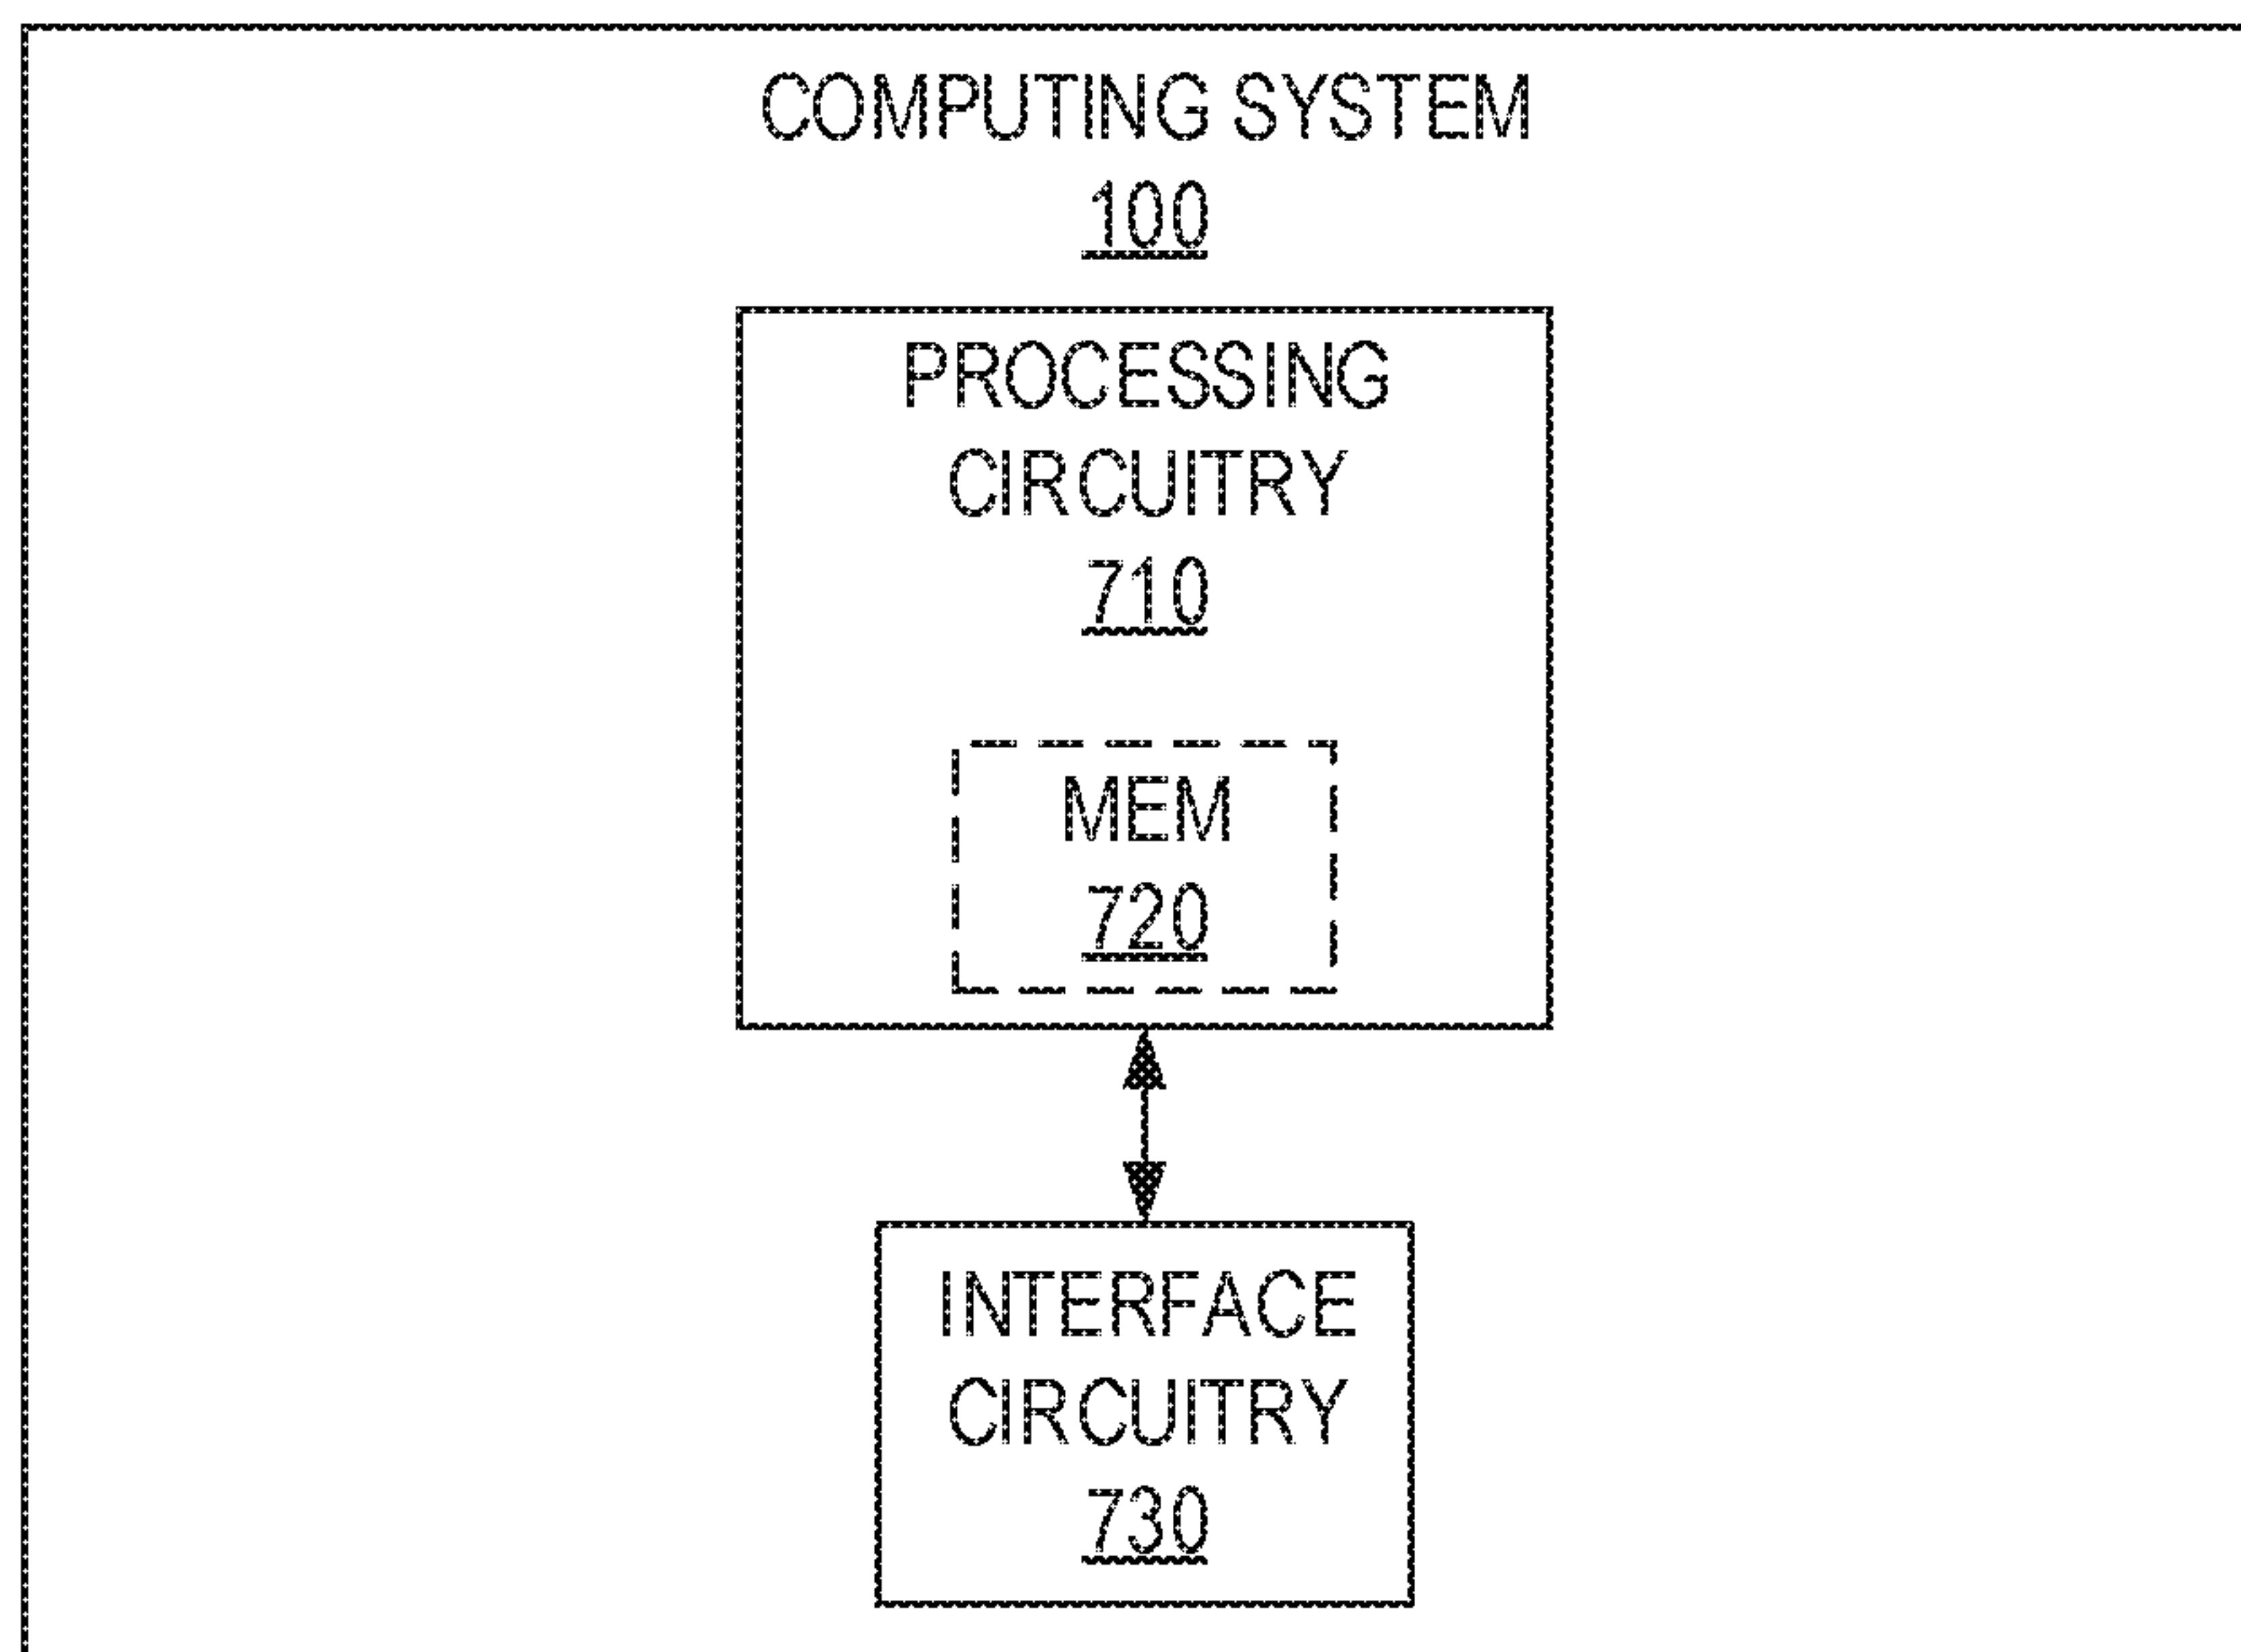 COMPUTING SYSTEM
100
PROCESSING
CIRCUITRY
710
MEM
720
INTERFACE
CIRCUITRY
730